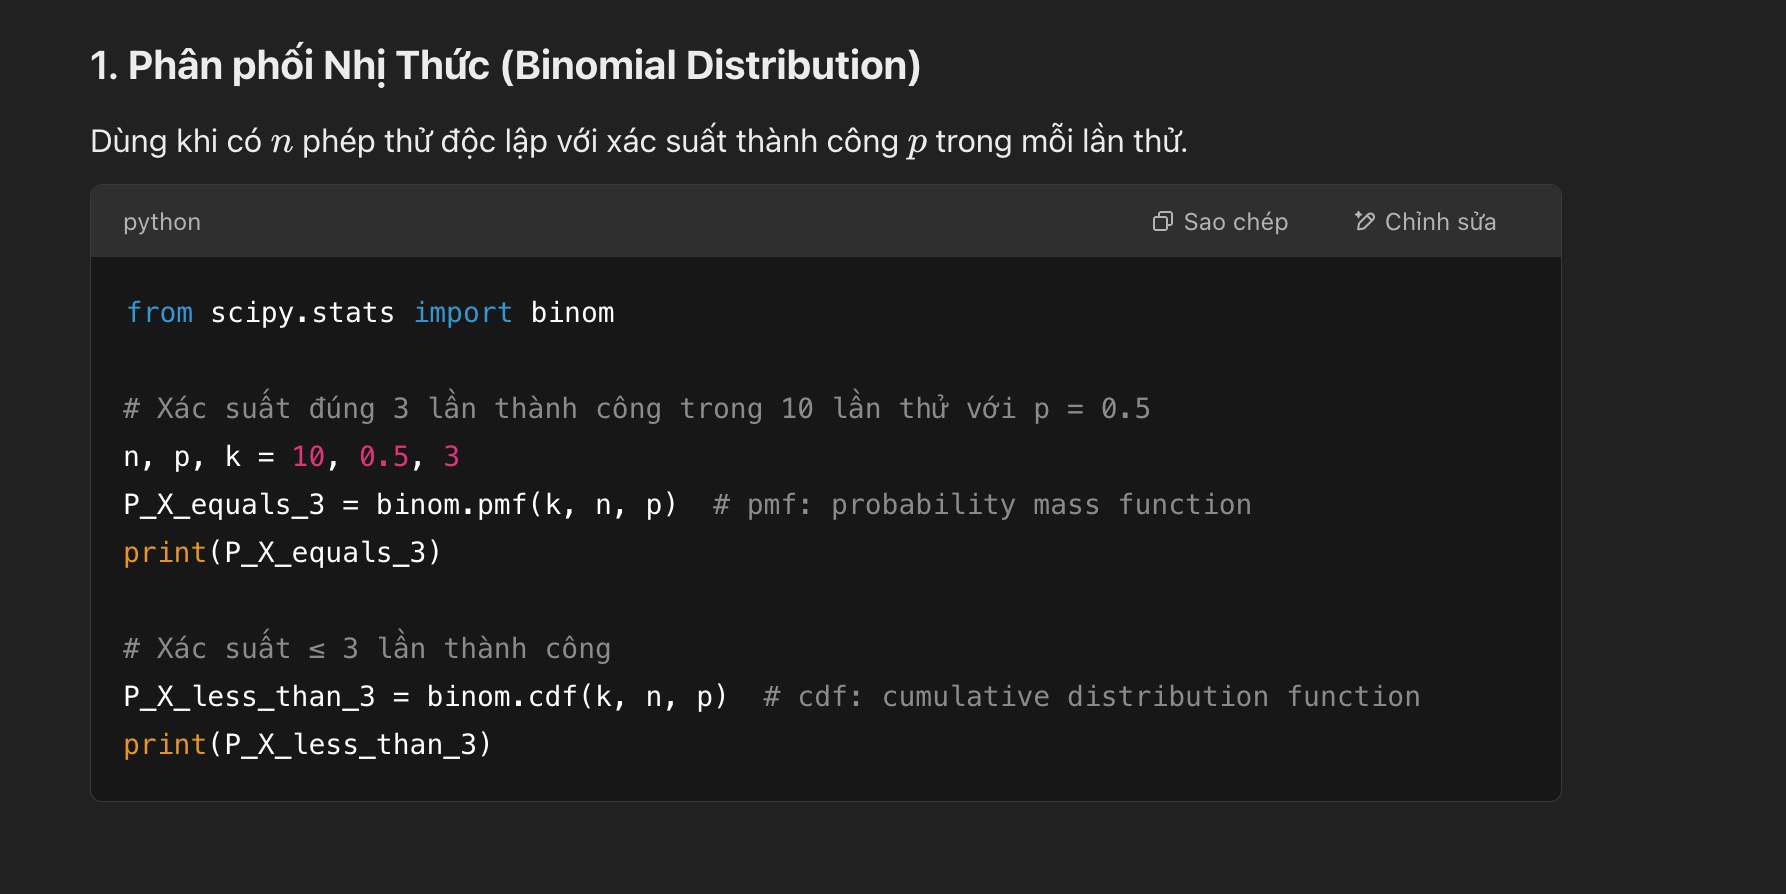 1. Phân phối Nhị Thức (Binomial Distribution)
Dùng khi có n phép thử độc lập với xác suất thành công p trong mỗi lần thử.
python
Sao chép
Chỉnh sửa
from scipy.stats import binom
# Xác suất đúng 3 lần thành công trong 10 lần thử với p = 0.5
n, p, k = 10, 0.5, 3
P_X_equals_3 = binom.pmf(k, n, p)  # pmf: probability mass function
print(P_X_equals_3)
# Xác suất ≤ 3 lần thành công
P_X_less_than_3 = binom.cdf(k, n, p)  # cdf: cumulative distribution function
print(P_X_less_than_3)